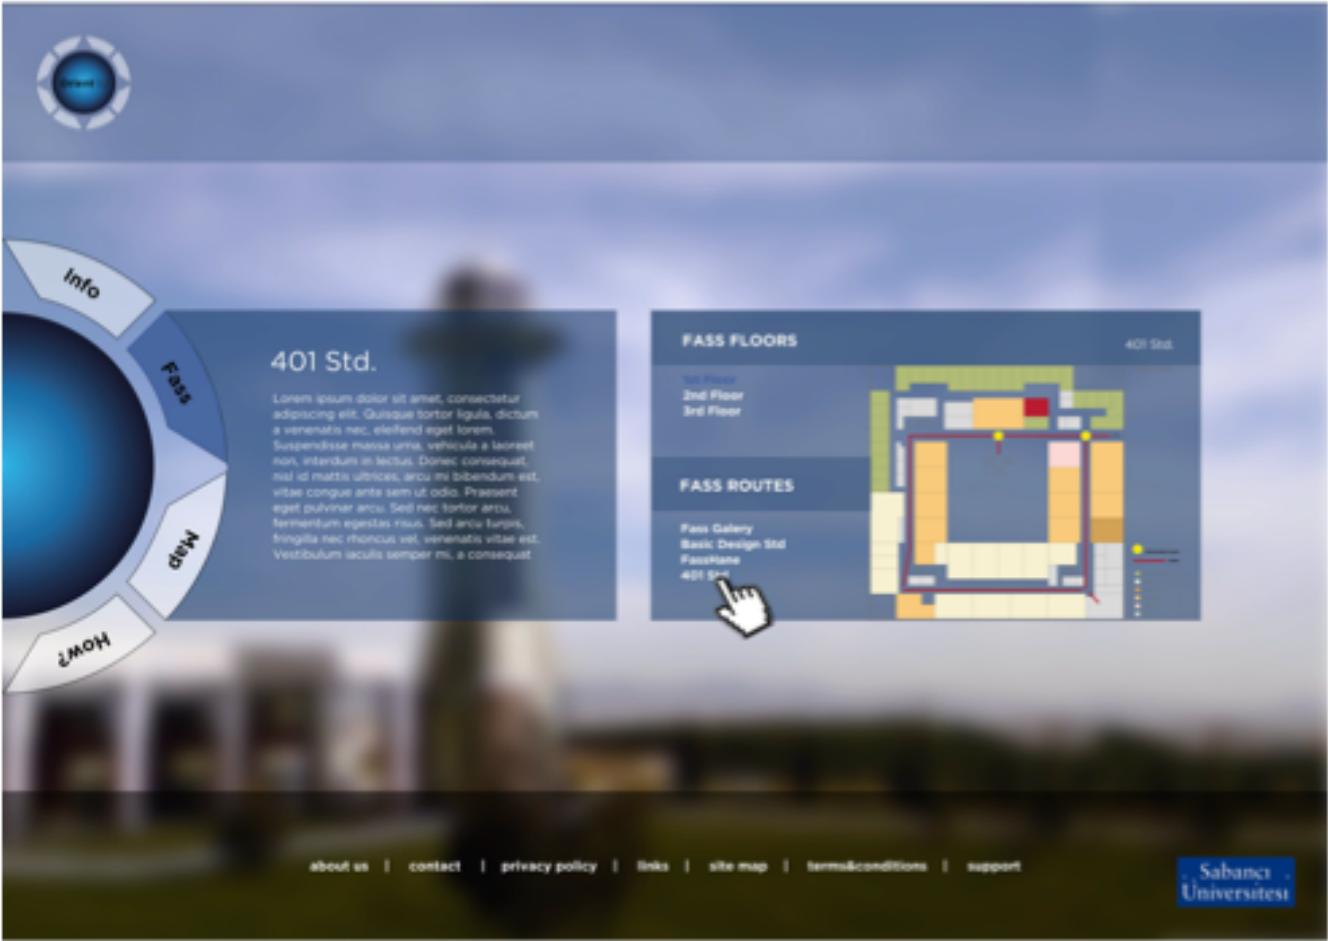 Info
Fass
Map
How?
401 Std.
Lorem ipsum dolor sit amet, consectetur
adipiscing elit. Quisque tortor ligula, dictum
a venenatis nec, eleifend eget lorem.
Suspendisse massa urna, vehicula a laoreet
non, interdum in lectus. Donec consequat,
nisl id mattis ultrices, arcu mi bibendum est,
vitae congue ante sem ut odio. Praesent
eget pulvinar arcu. Sed nec tortor arcu,
fermentum egestas risus. Sed arcu turpis,
fringilla nec rhoncus vel, venenatis vitae est.
Vestibulum iaculis semper mi, a consequat
FASS FLOORS
401 Std.
1st Floor
2nd Floor
3rd Floor
FASS ROUTES
Fass Galery
Basic Design Std
FassHane
401 Std
about us | contact | privacy policy | links | site map | terms&conditions | support
Sabancı
Üniversitesi